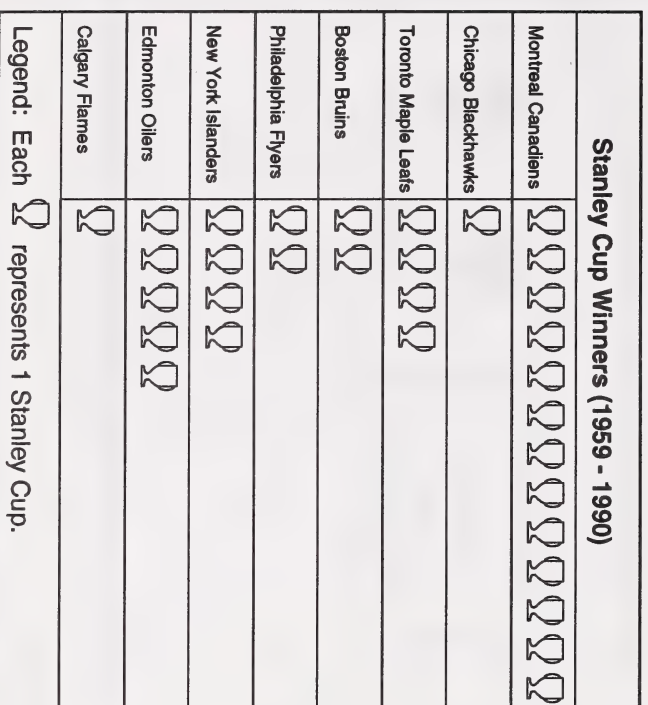 Stanley Cup Winners (1959 - 1990)
Montreal Canadiens
Chicago Blackhawks
Toronto Maple Leafs
Boston Bruins
Philadelphia Flyers
New York Islanders
Edmonton Oilers
Calgary Flames
Legend: Each represents 1 Stanley Cup.